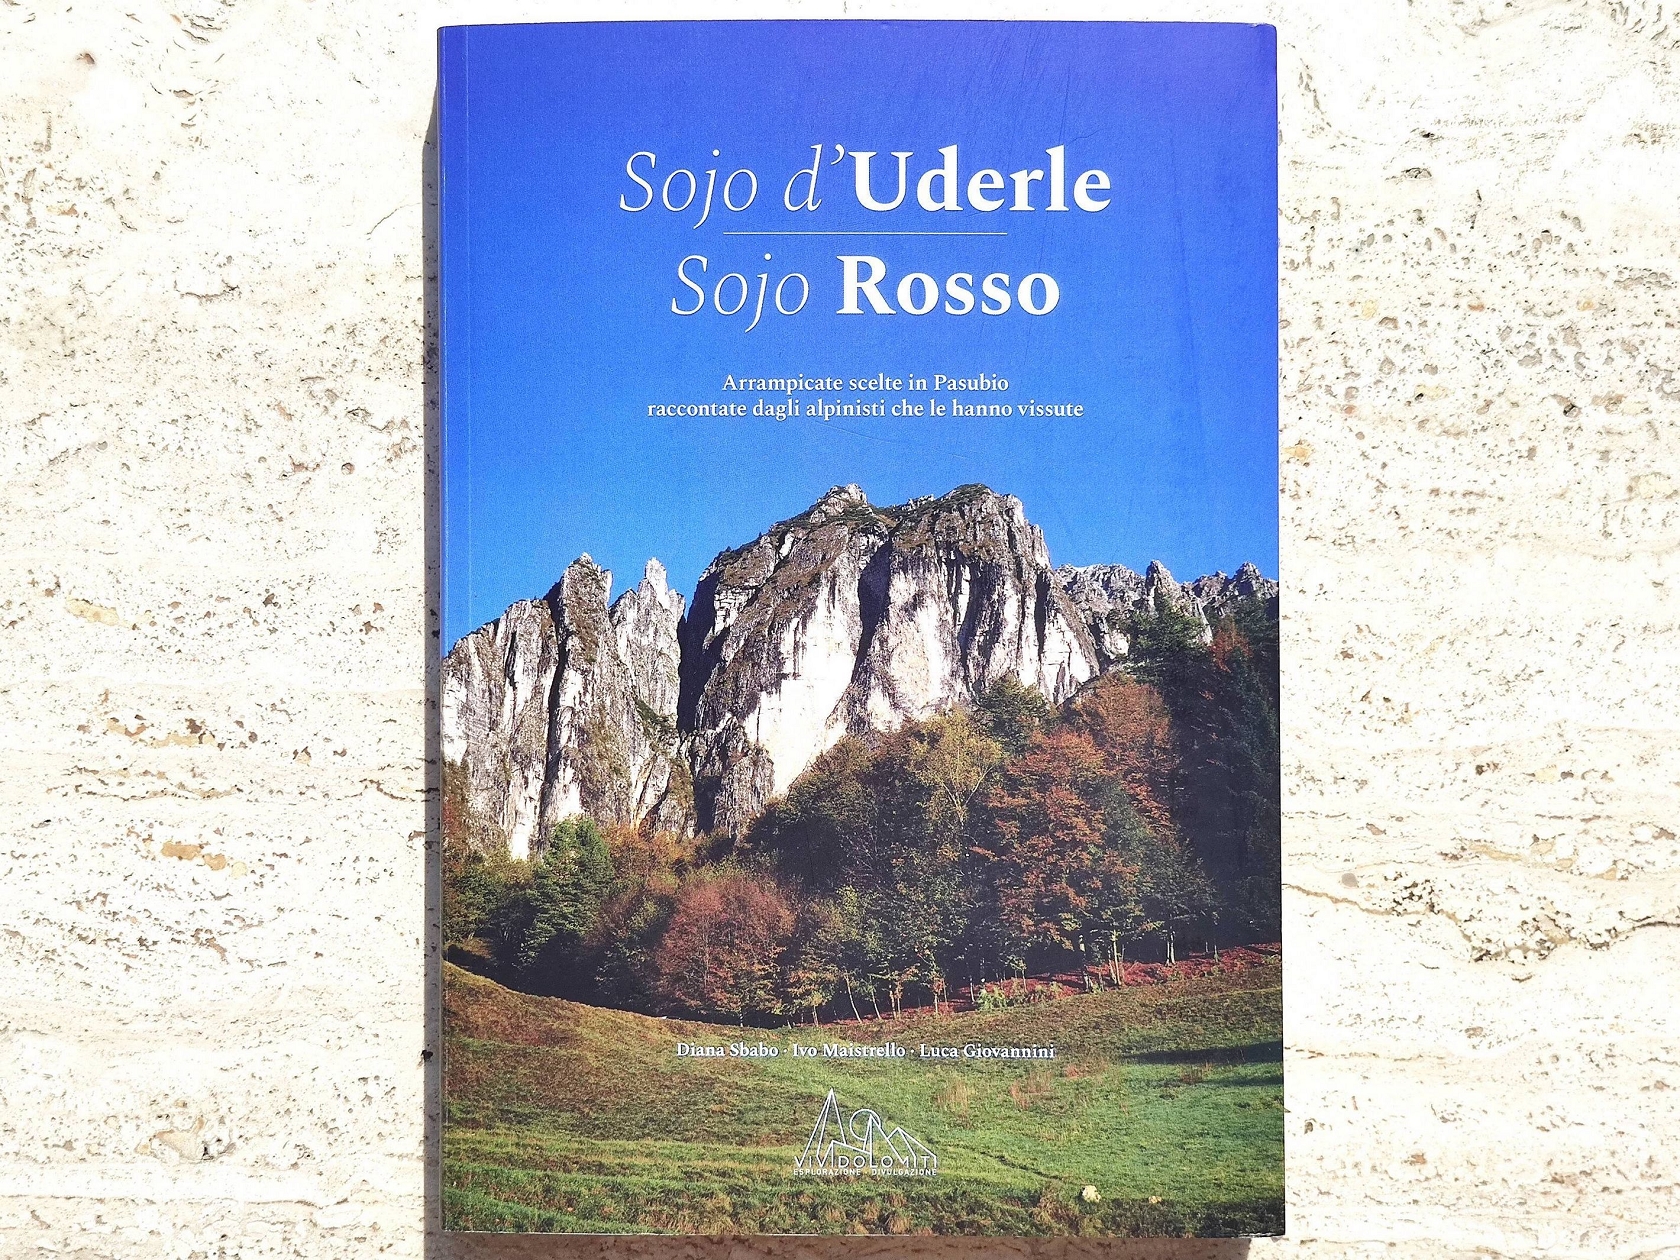 Sojo d’Uderle
Sojo Rosso
Arrampicate scelte in Pasubio
raccontate dagli alpinisti che le hanno vissute
Diana Sbabo · Ivo Maistrello · Luca Giovannini
VIVIDOLOMITI
ESPLORAZIONE - DIVULGAZIONE